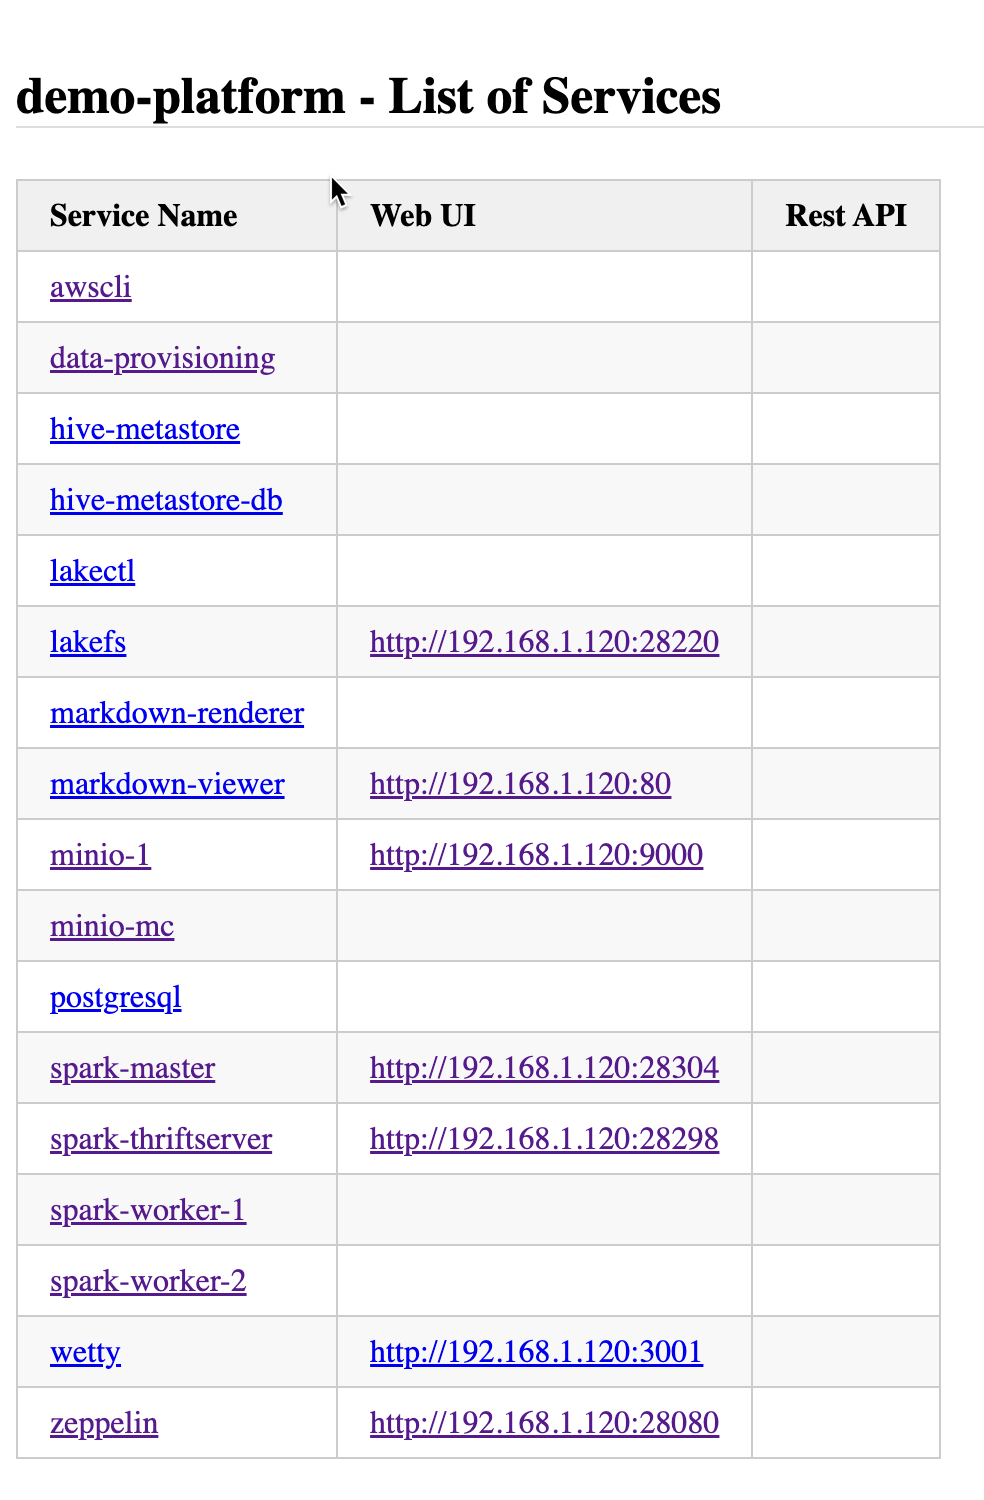 demo-platform - List of Services
Service Name Web UI Rest API
awscli
data-provisioning
hive-metastore
hive-metastore-db
lakectl
lakefs http://192.168.1.120:28220
markdown-renderer
markdown-viewer http://192.168.1.120:80
minio-1 http://192.168.1.120:9000
minio-mc
postgresql
spark-master http://192.168.1.120:28304
spark-thriftserver http://192.168.1.120:28298
spark-worker-1
spark-worker-2
wetty http://192.168.1.120:3001
zeppelin http://192.168.1.120:28080